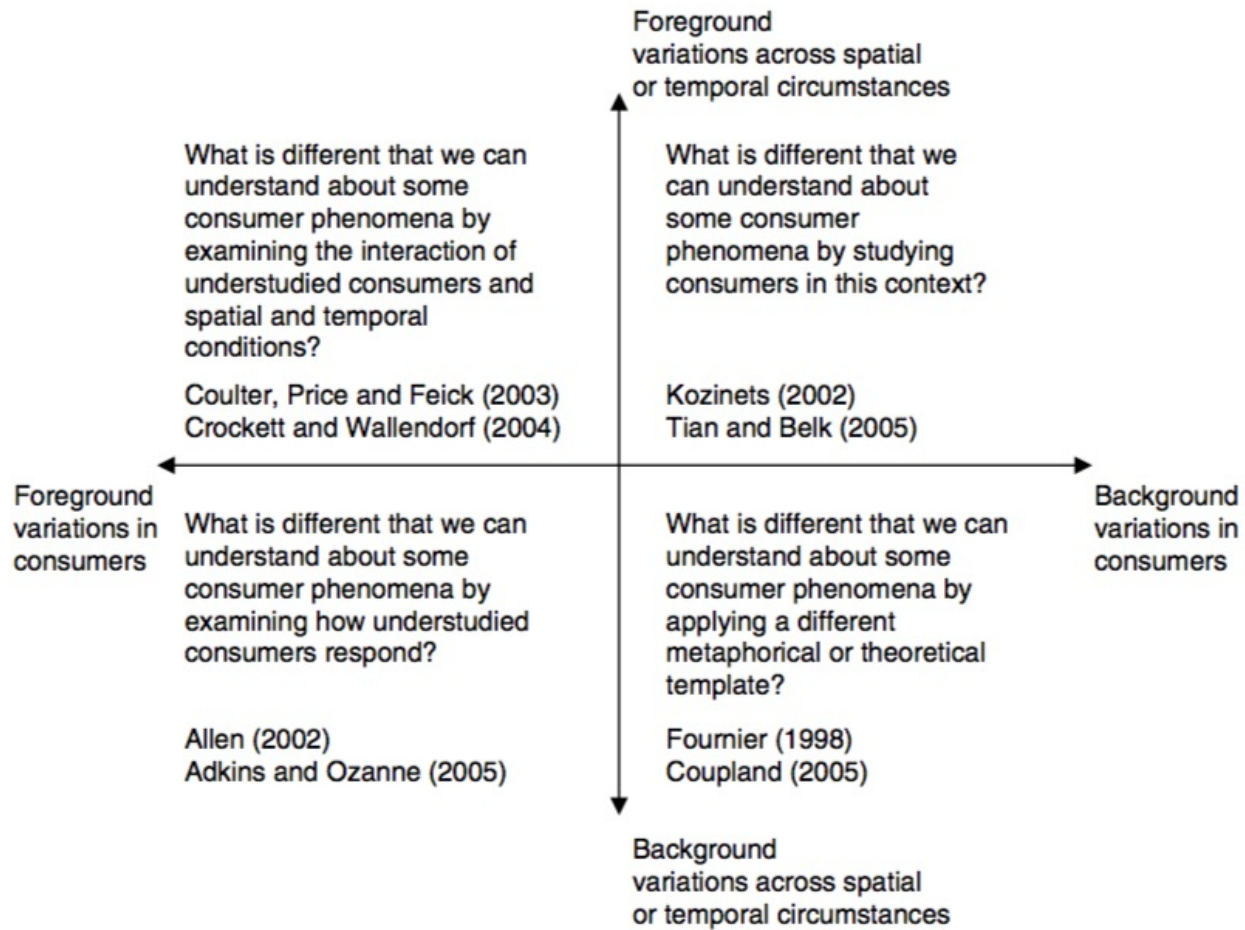 Foreground
variations across spatial
or temporal circumstances
What is different that we can
understand about some
consumer phenomena by
examining the interaction of
understudied consumers and
spatial and temporal
conditions?
Coulter, Price and Feick (2003)
Crockett and Wallendorf (2004)
What is different that we
can understand about
some consumer
phenomena by studying
consumers in this context?
Kozinets (2002)
Tian and Belk (2005)
Foreground
variations in
consumers
Background
variations in
consumers
What is different that we can
understand about some
consumer phenomena by
examining how understudied
consumers respond?
Allen (2002)
Adkins and Ozanne (2005)
What is different that we can
understand about some
consumer phenomena by
applying a different
metaphorical or theoretical
template?
Fournier (1998)
Coupland (2005)
Background
variations across spatial
or temporal circumstances